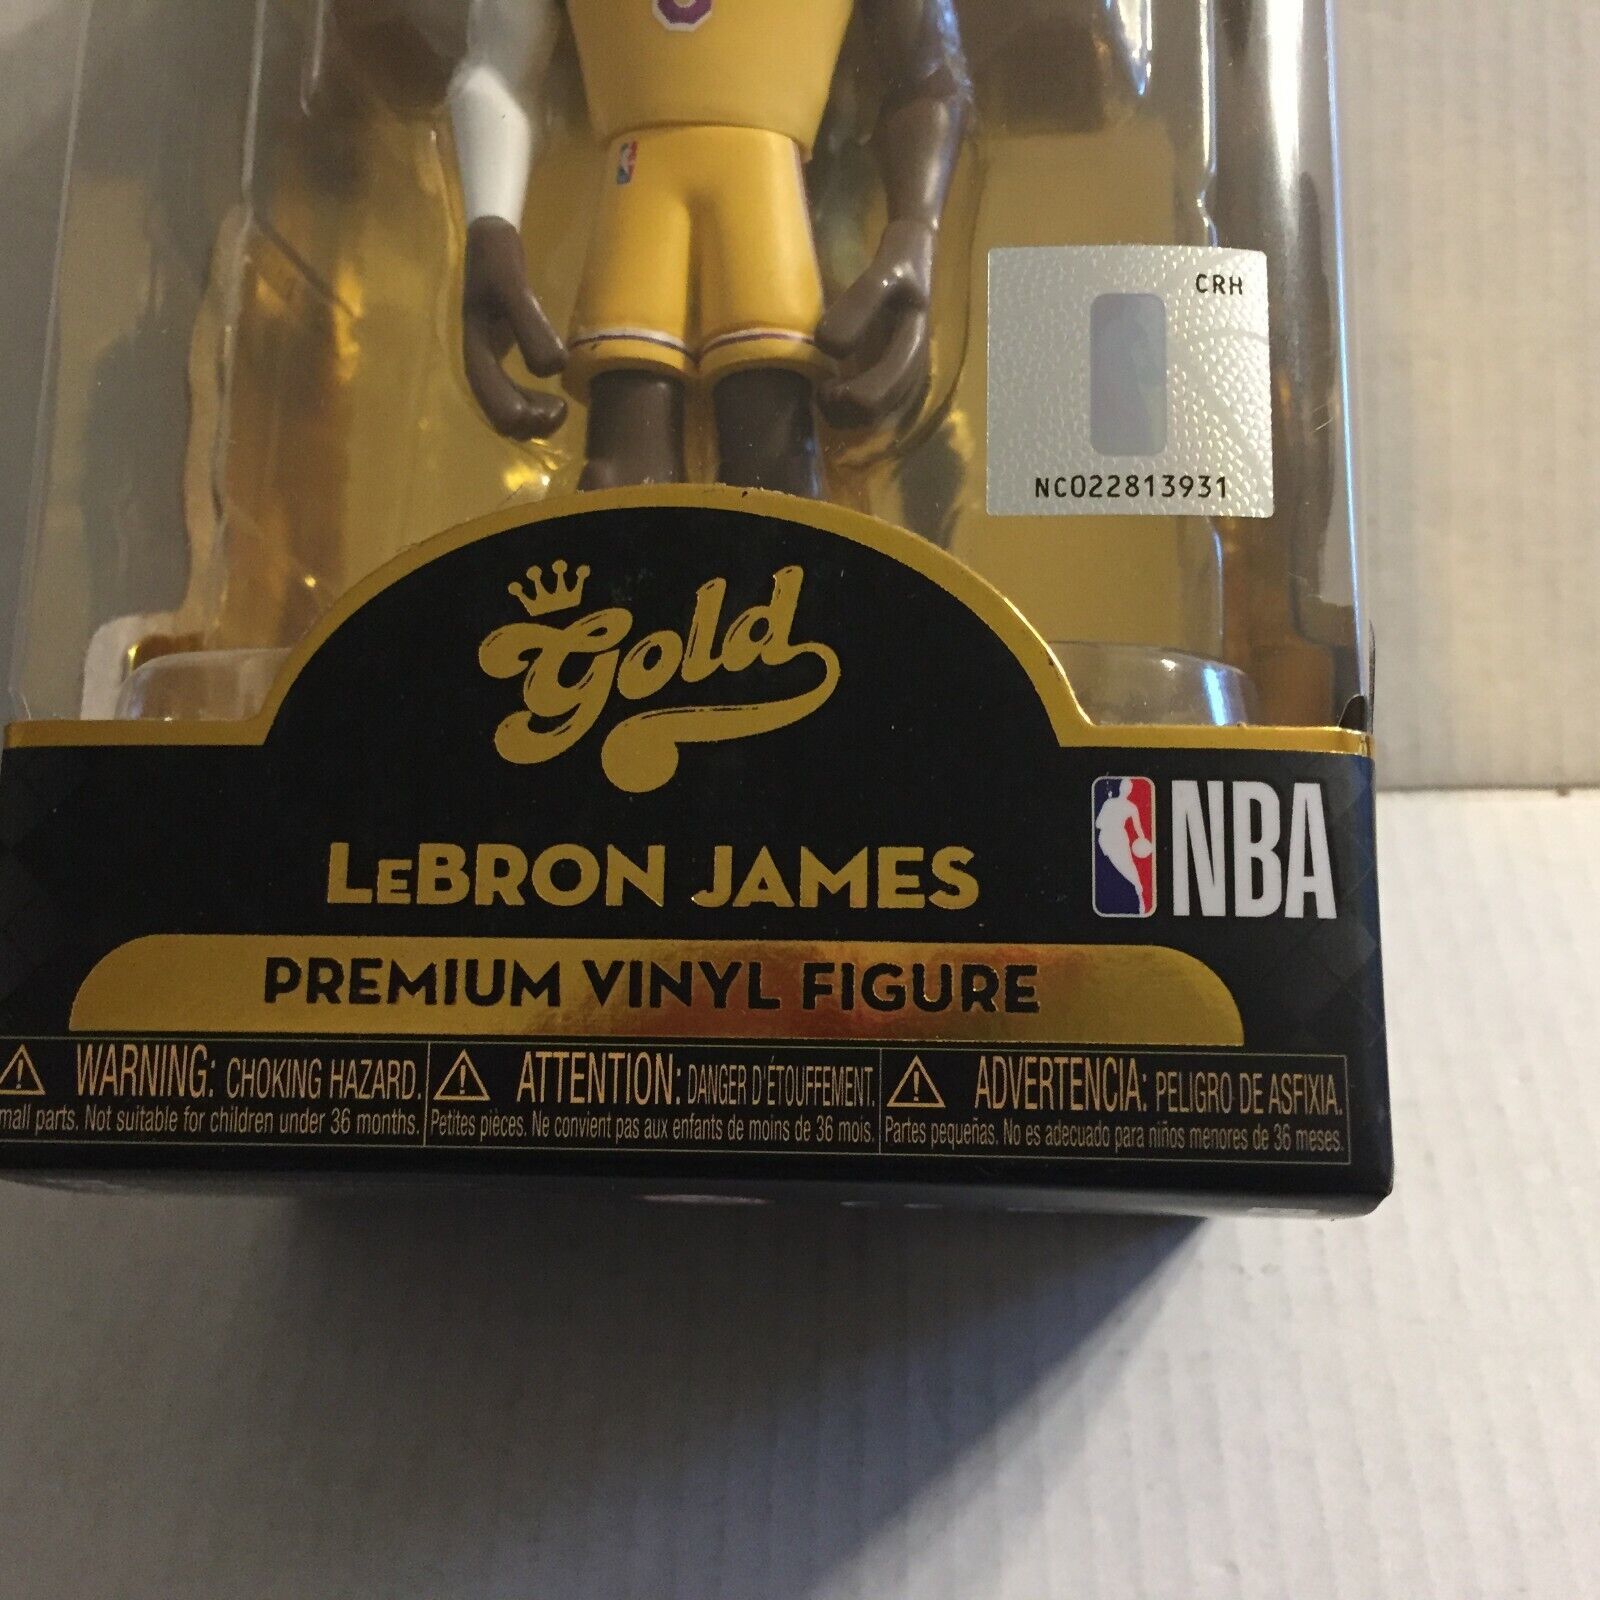 CRH
NC022813931
Gold
LeBRON JAMES
NBA
PREMIUM VINYL FIGURE
WARNING: CHOKING HAZARD.
mall parts. Not suitable for children under 36 months.
ATTENTION: DANGER D'ÉTOUFFEMENT.
Petites pièces. Ne convient pas aux enfants de moins de 36 mois.
ADVERTENCIA: PELIGRO DE ASFIXIA.
Partes pequeñas. No es adecuado para niños menores de 36 meses.